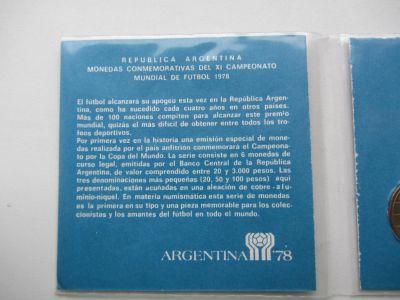 REPUBLICA ARGENTINA
MONEDAS CONMEMORATIVAS DEL XI CAMPEONATO
MUNDIAL DE FUTBOL 1978
El fútbol alcanzará su apogeo esta vez en la República Argen-
tina, como ha sucedido cada cuatro años en otros países.
Más de 100 naciones compiten para alcanzar este premio
mundial, quizás el más difícil de obtener entre todos los tro-
feos deportivos.
Por primera vez en la historia una emisión especial de mone-
das realizada por el país anfitrión conmemorará el Campeona-
to por la Copa del Mundo. La serie consiste en 6 monedas de
curso legal, emitidas por el Banco Central de la República
Argentina, de valor comprendido entre 20 y 3.000 pesos. Las
tres denominaciones más pequeñas (20, 50 y 100 pesos) aquí
presentadas, están acuñadas en una aleación de cobre-alu-
minio-níquel. En materia numismática esta serie de monedas
es la primera en su tipo y una pieza memorable para los colec-
cionistas y los amantes del fútbol en todo el mundo.
ARGENTINA '78